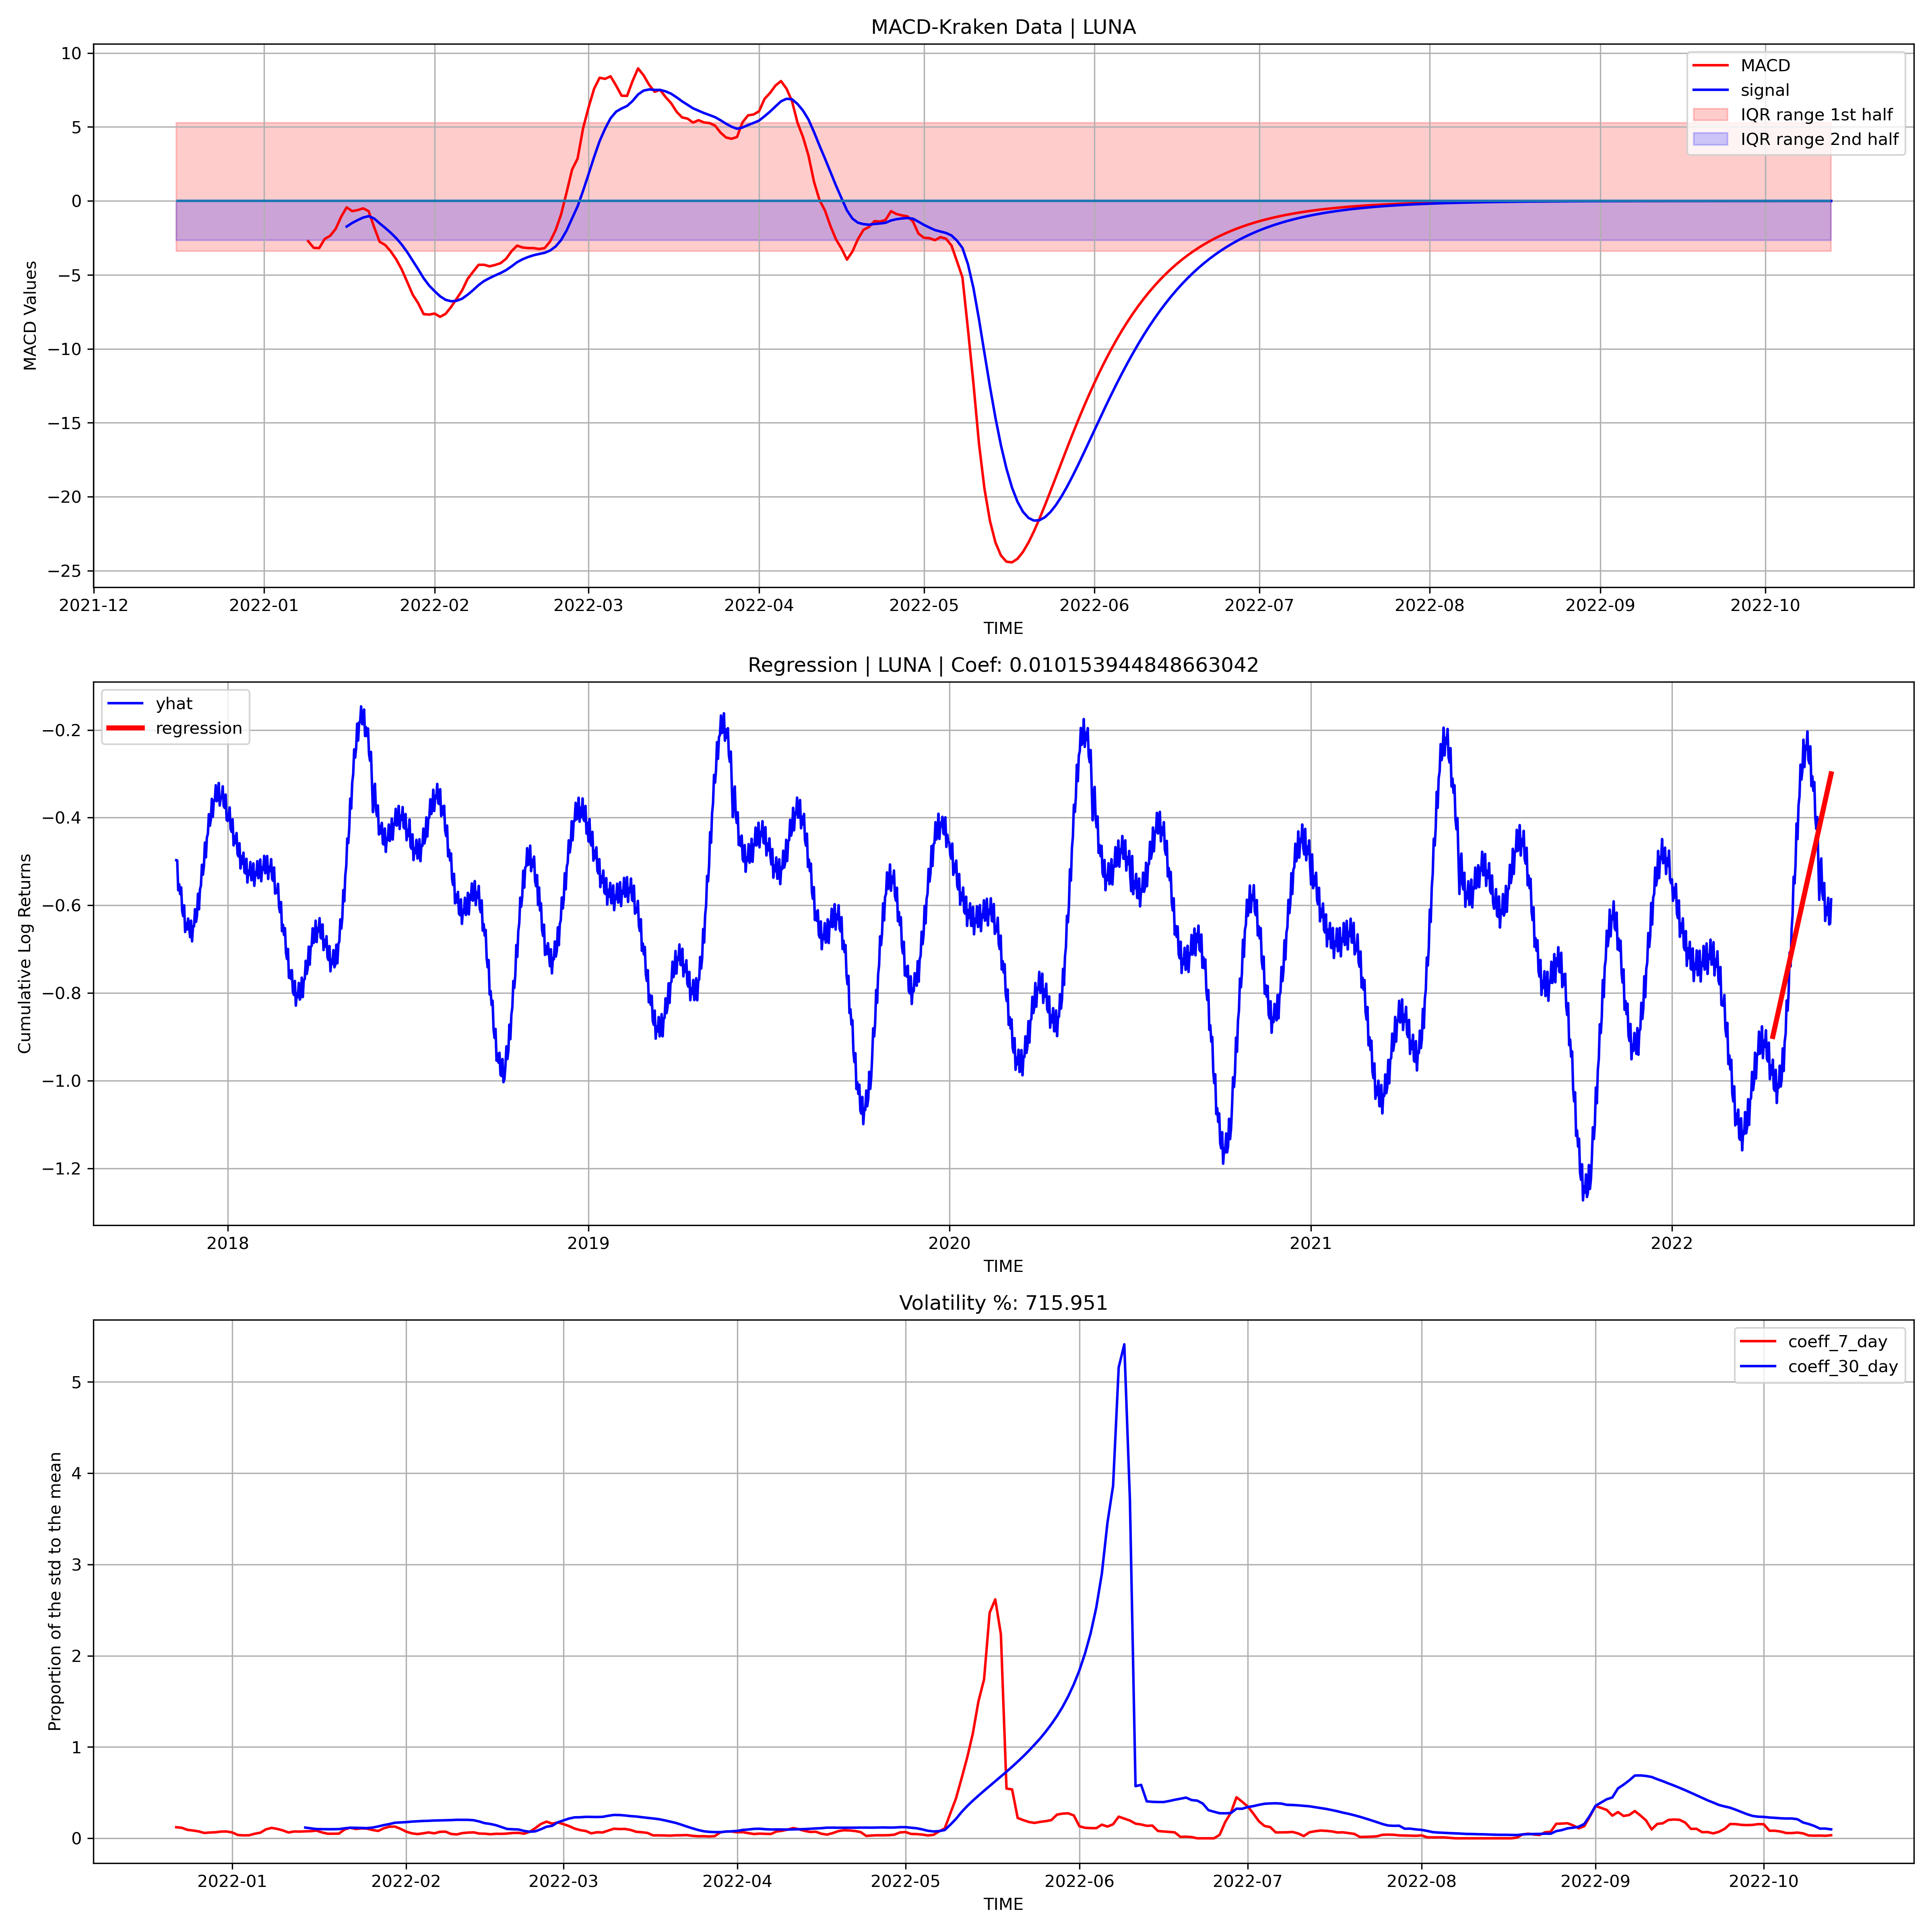 MACD-Kraken Data | LUNA
10
5
0
−5
−10
−15
−20
−25
MACD Values
MACD
signal
IQR range 1st half
IQR range 2nd half
2021-12 2022-01 2022-02 2022-03 2022-04 2022-05 2022-06 2022-07 2022-08 2022-09 2022-10
TIME
Regression | LUNA | Coef: 0.010153944848663042
yhat
regression
−0.2
−0.4
−0.6
−0.8
−1.0
−1.2
Cumulative Log Returns
2018 2019 2020 2021 2022
TIME
Volatility %: 715.951
coeff_7_day
coeff_30_day
5
4
3
2
1
0
Proportion of the std to the mean
2022-01 2022-02 2022-03 2022-04 2022-05 2022-06 2022-07 2022-08 2022-09 2022-10
TIME